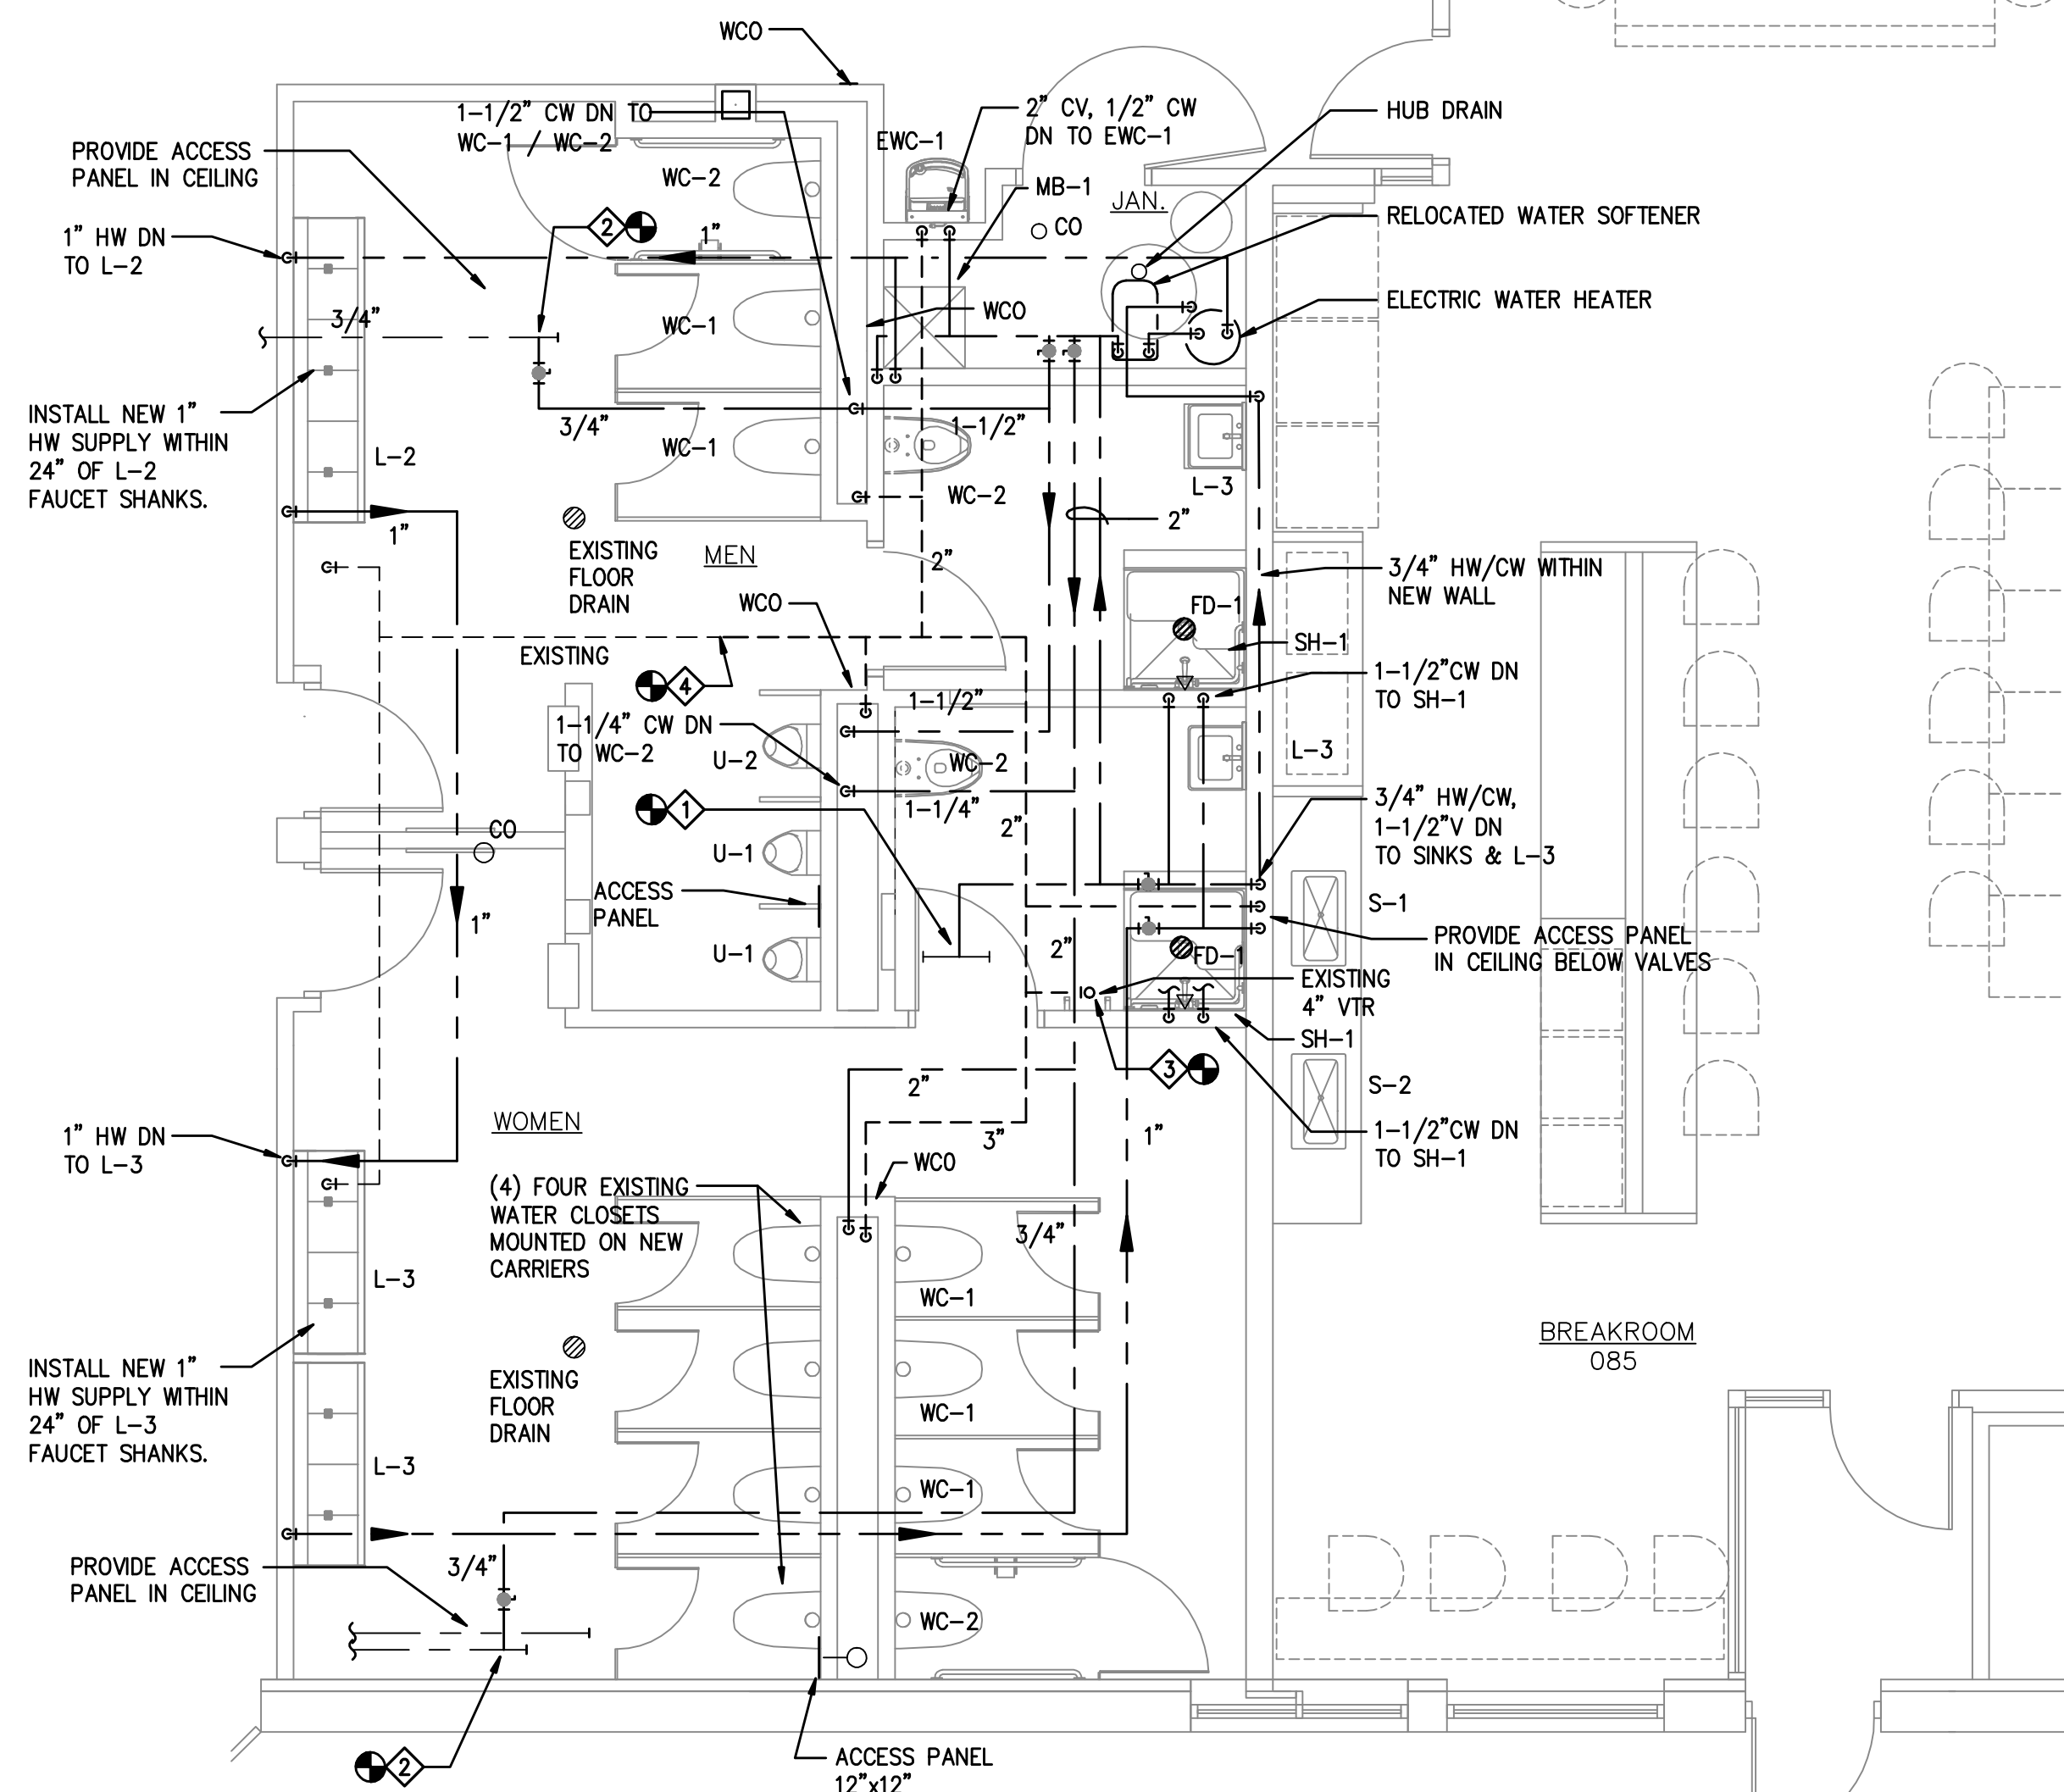 WCO
1-1/2" CW DN TO
WC-1 / WC-2
2" CV, 1/2" CW
DN TO EWC-1
HUB DRAIN
PROVIDE ACCESS
PANEL IN CEILING
EWC-1
WC-2
MB-1
JAN.
CO
RELOCATED WATER SOFTENER
1" HW DN
TO L-2
2
1"
ELECTRIC WATER HEATER
3/4"
WC-1
WCO
INSTALL NEW 1"
HW SUPPLY WITHIN
24" OF L-2
FAUCET SHANKS.
L-2
3/4"
WC-1
1-1/2"
WC-2
L-3
1"
2"
EXISTING
FLOOR
DRAIN
MEN
2"
3/4" HW/CW WITHIN
NEW WALL
WCO
FD-1
SH-1
EXISTING
4
1-1/2"CW DN
TO SH-1
1-1/2"
1-1/4" CW DN
TO WC-2
U-2
WC-2
L-3
1
1-1/4"
2"
3/4" HW/CW,
1-1/2"V DN
TO SINKS & L-3
CO
U-1
ACCESS
PANEL
S-1
1"
2"
U-1
FD-1
PROVIDE ACCESS PANEL
IN CEILING BELOW VALVES
EXISTING
4" VTR
SH-1
3
2"
S-2
WOMEN
3"
1"
1-1/2"CW DN
TO SH-1
1" HW DN
TO L-3
WCO
(4) FOUR EXISTING
WATER CLOSETS
MOUNTED ON NEW
CARRIERS
3/4"
L-3
WC-1
BREAKROOM
085
INSTALL NEW 1"
HW SUPPLY WITHIN
24" OF L-3
FAUCET SHANKS.
EXISTING
FLOOR
DRAIN
WC-1
L-3
WC-1
PROVIDE ACCESS
PANEL IN CEILING
3/4"
WC-2
2
ACCESS PANEL
12"x12"